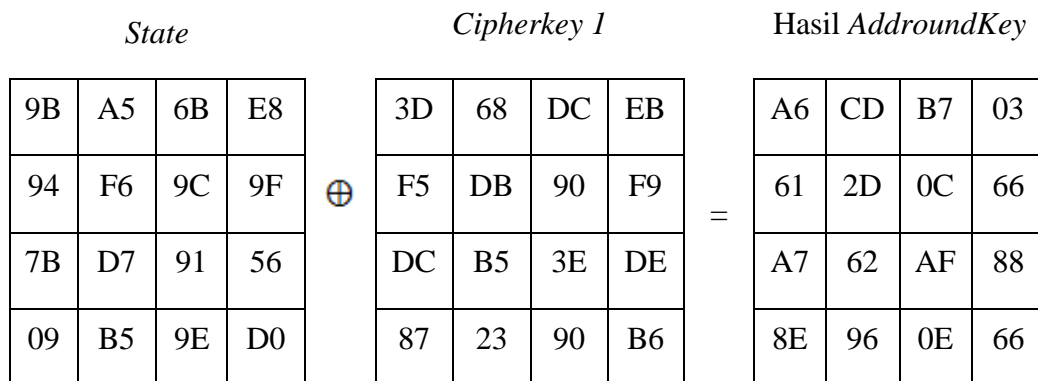 State Cipherkey 1 Hasil AddroundKey
9B A5 6B E8 3D 68 DC EB A6 CD B7 03
94 F6 9C 9F ⊕ F5 DB 90 F9 = 61 2D 0C 66
7B D7 91 56 DC B5 3E DE A7 62 AF 88
09 B5 9E D0 87 23 90 B6 8E 96 0E 66